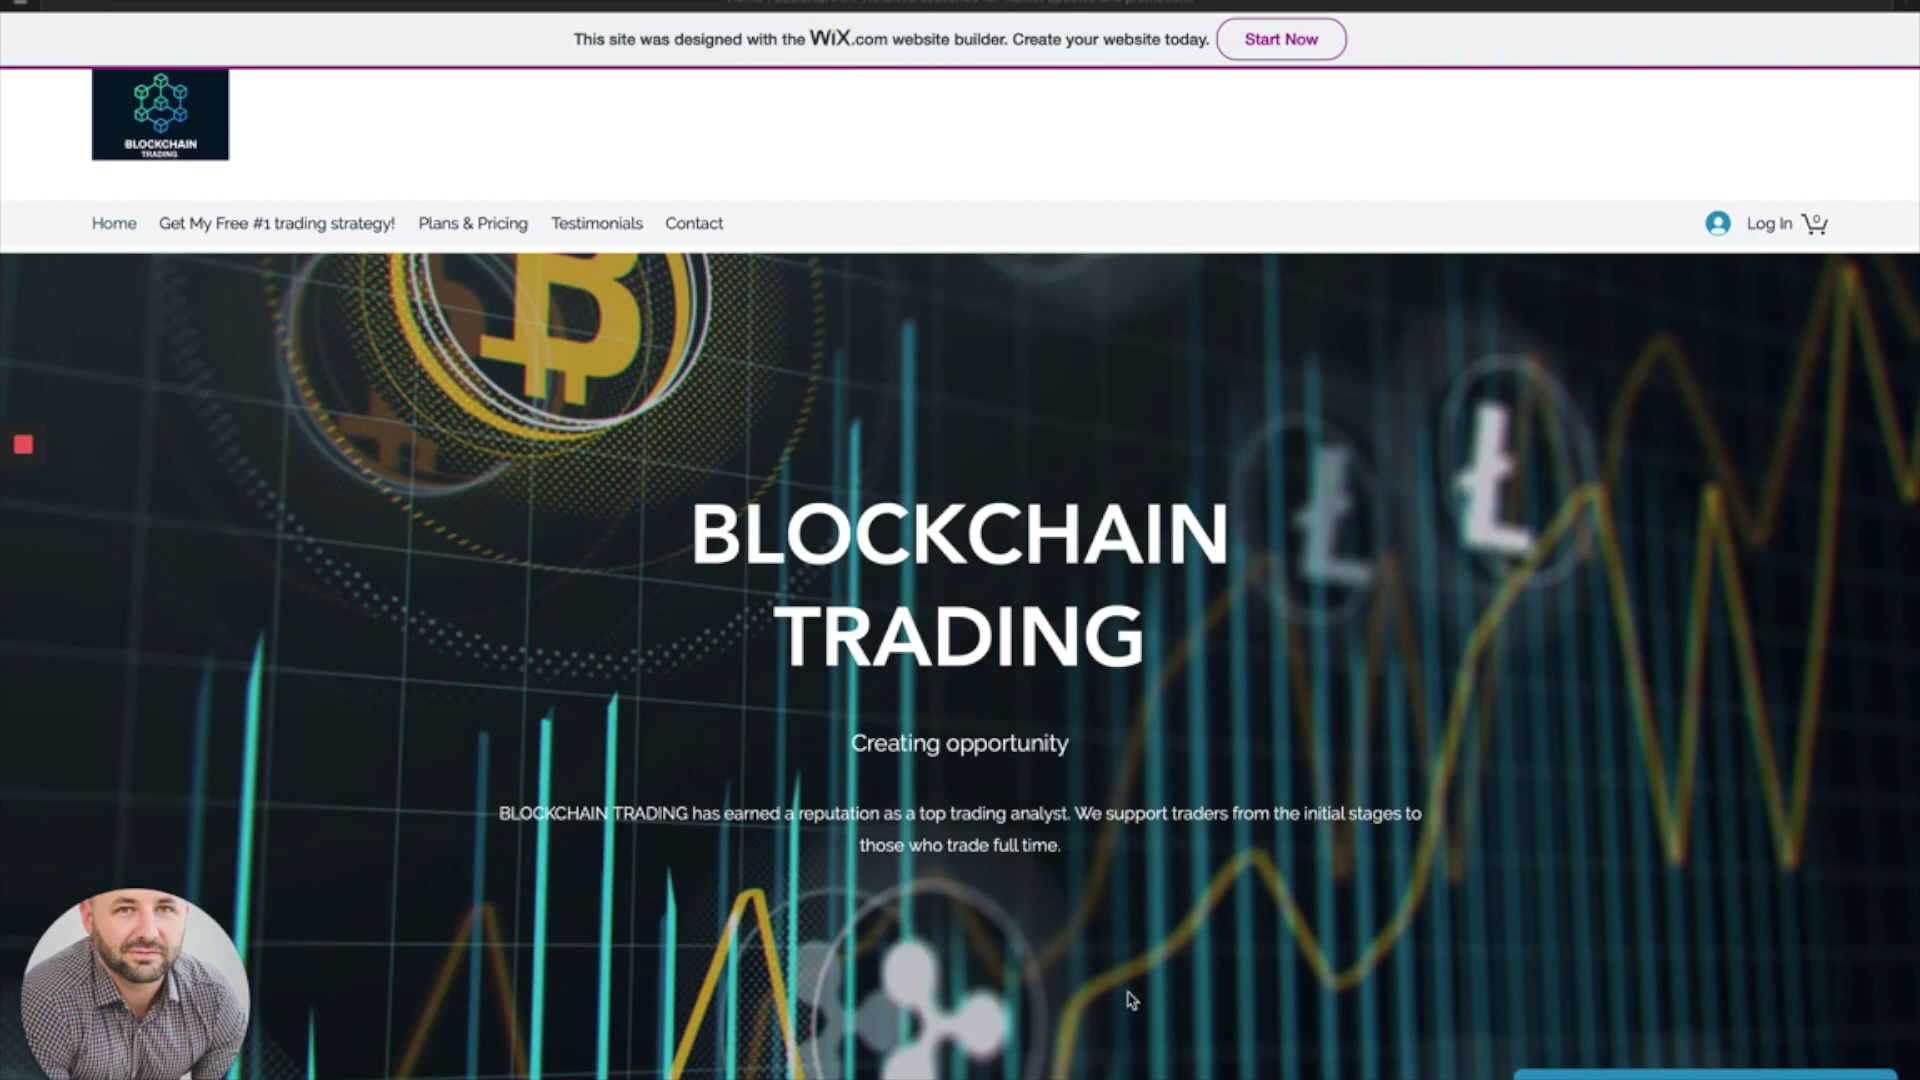 This site was designed with the WiX.com website builder. Create your website today. Start Now
BLOCKCHAIN
TRADING
Home Get My Free #1 trading strategy! Plans & Pricing Testimonials Contact Log In 0
BLOCKCHAIN
TRADING
Creating opportunity
BLOCKCHAIN TRADING has earned a reputation as a top trading analyst. We support traders from the initial stages to
those who trade full time.